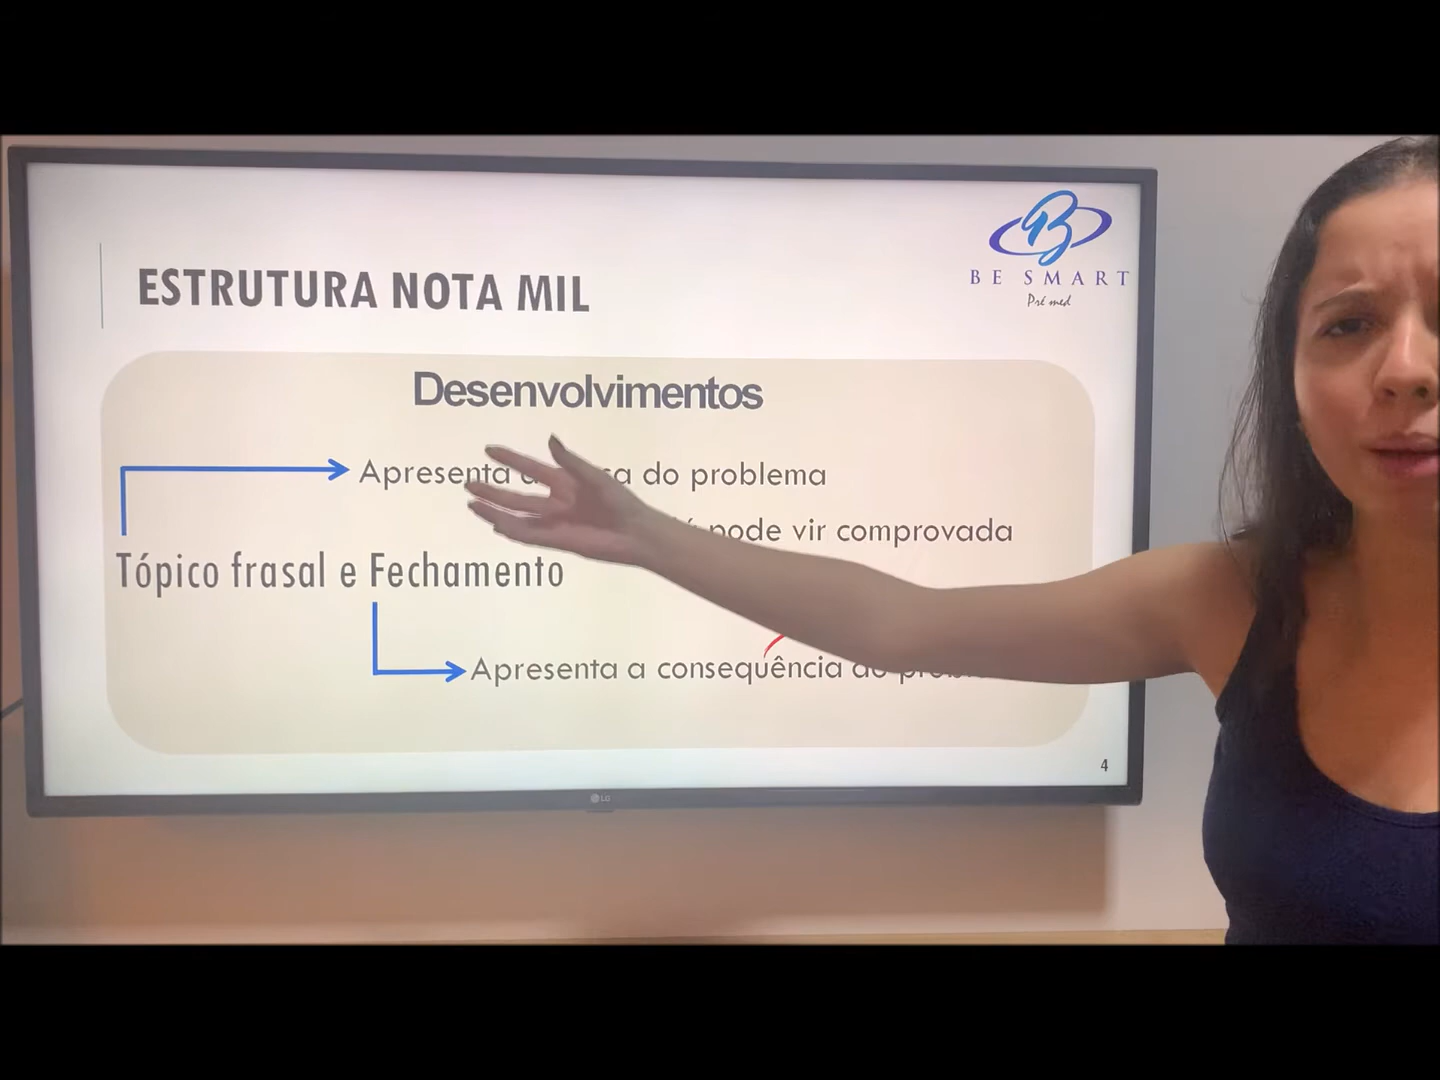 BE SMART
Pré med
ESTRUTURA NOTA MIL
Desenvolvimentos
Apresenta do problema
pode vir comprovada
Tópico frasal e Fechamento
Apresenta a consequência
4
LG